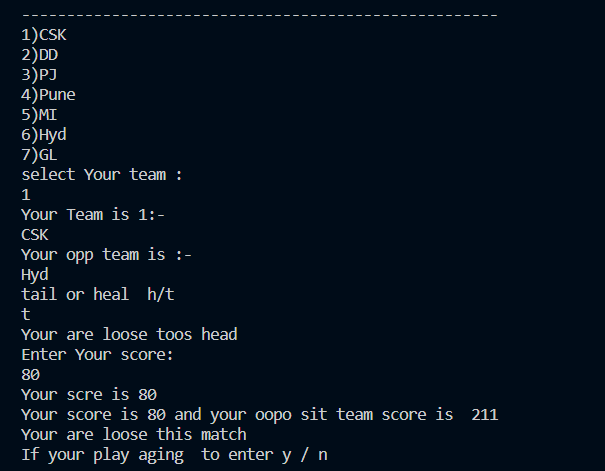 ----------------------------------------------------
1)CSK
2)DD
3)PJ
4)Pune
5)MI
6)Hyd
7)GL
select Your team :
1
Your Team is 1:-
CSK
Your opp team is :-
Hyd
tail or heal  h/t
t
Your are loose toos head
Enter Your score:
80
Your scre is 80
Your score is 80 and your oopo sit team score is  211
Your are loose this match
If your play aging  to enter y / n